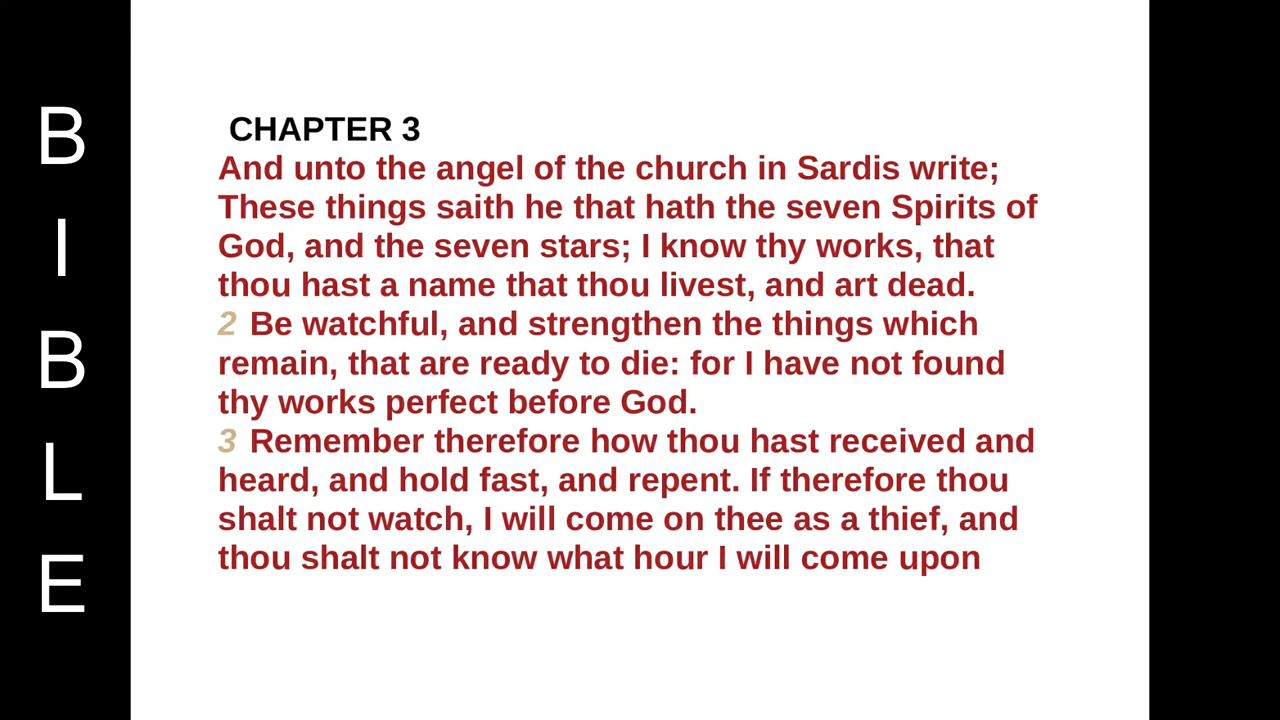 B
I
B
L
E
CHAPTER 3
And unto the angel of the church in Sardis write;
These things saith he that hath the seven Spirits of
God, and the seven stars; I know thy works, that
thou hast a name that thou livest, and art dead.
2 Be watchful, and strengthen the things which
remain, that are ready to die: for I have not found
thy works perfect before God.
3 Remember therefore how thou hast received and
heard, and hold fast, and repent. If therefore thou
shalt not watch, I will come on thee as a thief, and
thou shalt not know what hour I will come upon